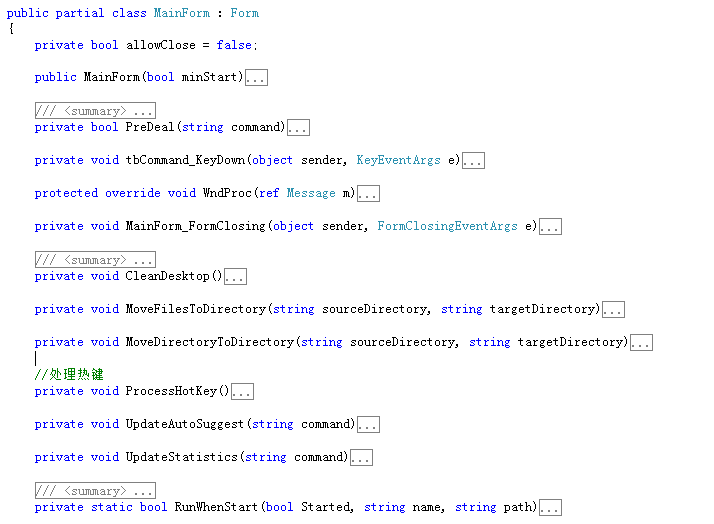 public partial class MainForm : Form
{
private bool allowClose = false;
public MainForm(bool minStart)...
/// <summary> ...
private bool PreDeal(string command)...
private void tbCommand_KeyDown(object sender, KeyEventArgs e)...
protected override void WndProc(ref Message m)...
private void MainForm_FormClosing(object sender, FormClosingEventArgs e)...
/// <summary> ...
private void CleanDesktop()...
private void MoveFilesToDirectory(string sourceDirectory, string targetDirectory)...
private void MoveDirectoryToDirectory(string sourceDirectory, string targetDirectory)...
//处理热键
private void ProcessHotKey()...
private void UpdateAutoSuggest(string command)...
private void UpdateStatistics(string command)...
/// <summary> ...
private static bool RunWhenStart(bool Started, string name, string path)...